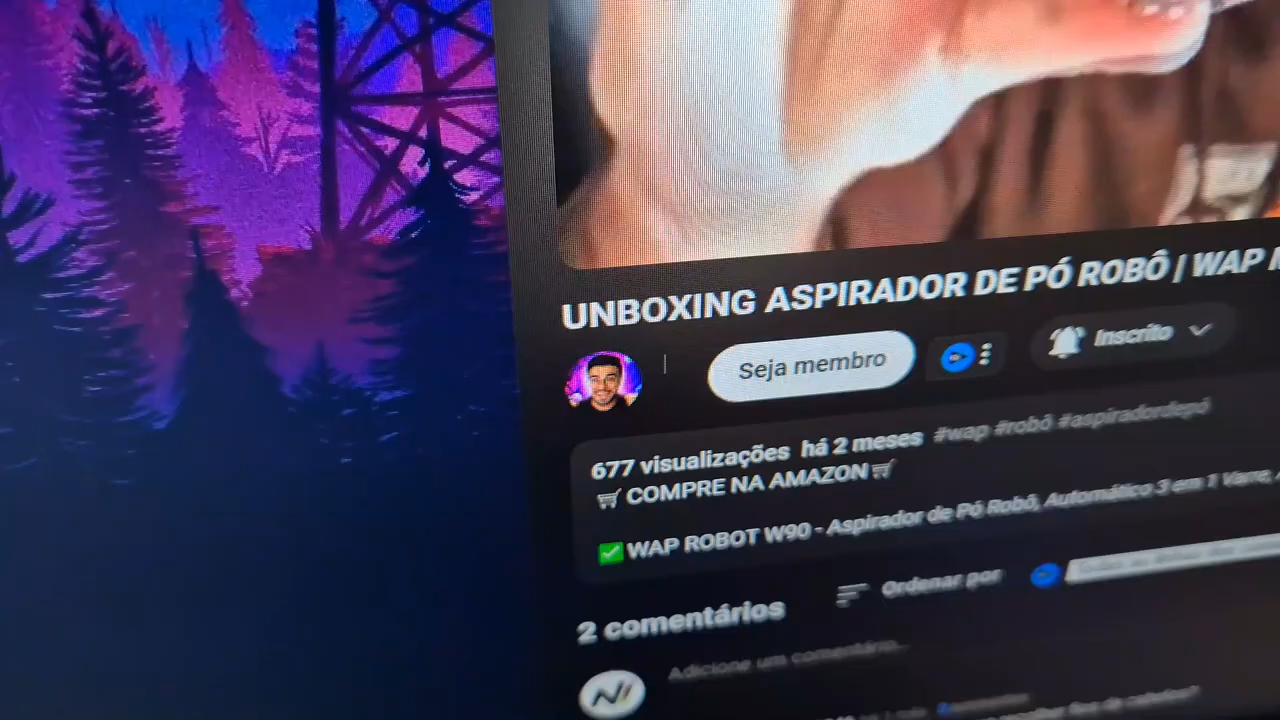 UNBOXING ASPIRADOR DE PÓ ROBÔ | WAP
Seja membro
Inscrito
677 visualizações há 2 meses #wap #robô #aspiradordepó
🛒 COMPRE NA AMAZON 🛒
✅ WAP ROBOT W90 - Aspirador de Pó Robô, Automático 3 em 1 Varre,
2 comentários
Ordenar por
Adicione um comentário...